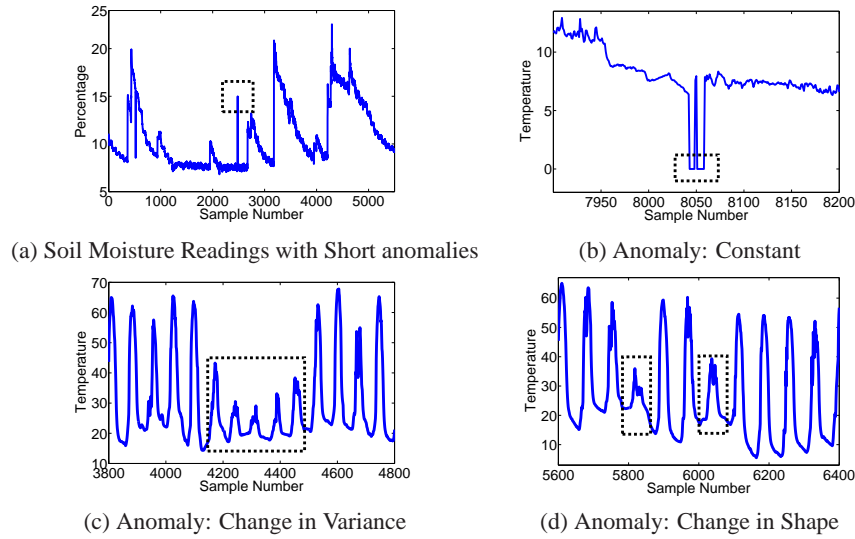 25
20
15
10
5
Percentage
0 1000 2000 3000 4000 5000
Sample Number
(a) Soil Moisture Readings with Short anomalies
10
5
0
Temperature
7950 8000 8050 8100 8150 8200
Sample Number
(b) Anomaly: Constant
70
60
50
40
30
20
10
Temperature
3800 4000 4200 4400 4600 4800
Sample Number
(c) Anomaly: Change in Variance
60
50
40
30
20
10
Temperature
5600 5800 6000 6200 6400
Sample Number
(d) Anomaly: Change in Shape